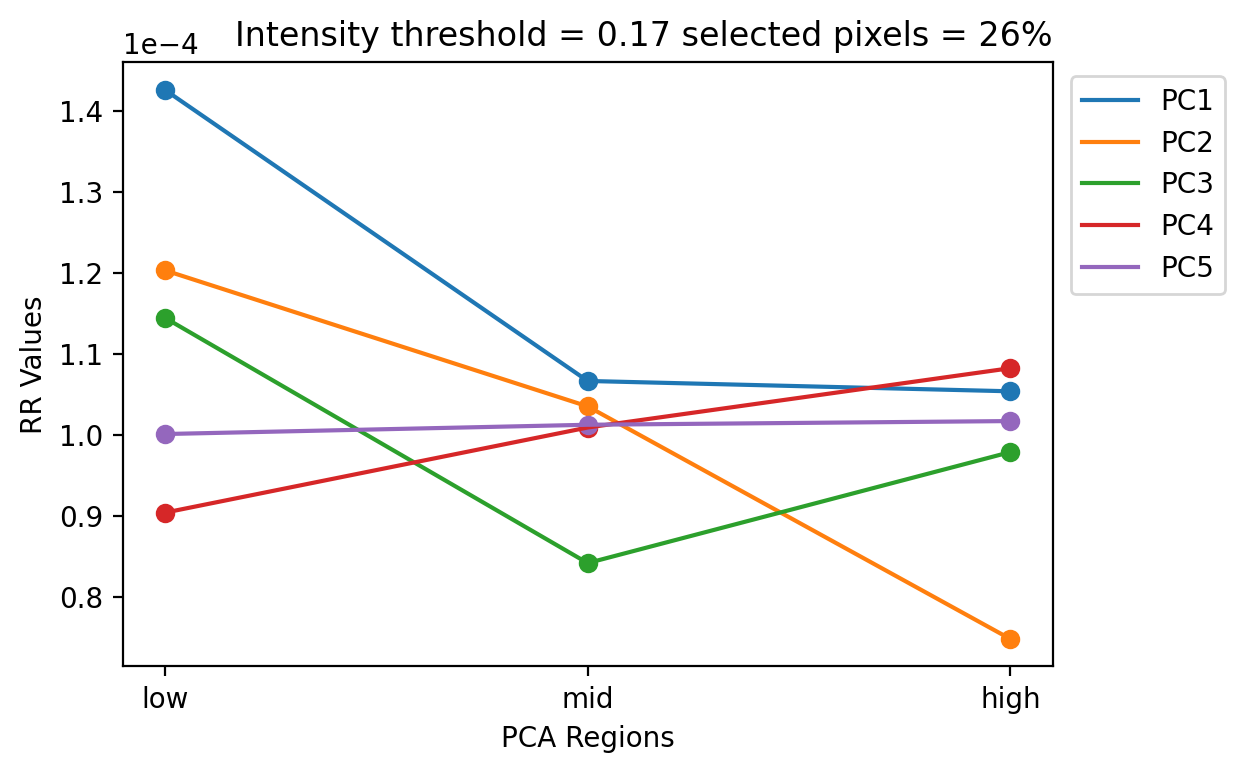 Intensity threshold = 0.17 selected pixels = 26%
1e−4
1.4
1.3
1.2
1.1
1.0
0.9
0.8
RR Values
low
mid
high
PCA Regions
PC1
PC2
PC3
PC4
PC5